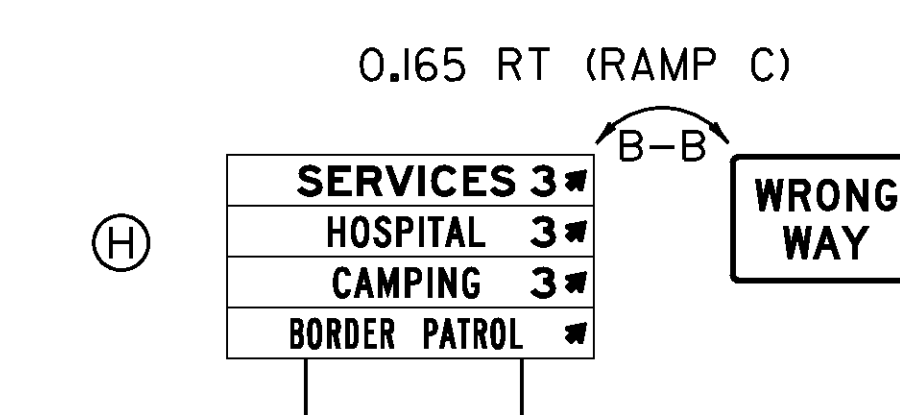 0.165 RT (RAMP C)
B-B
H
SERVICES 3
HOSPITAL 3
CAMPING 3
BORDER PATROL
WRONG
WAY